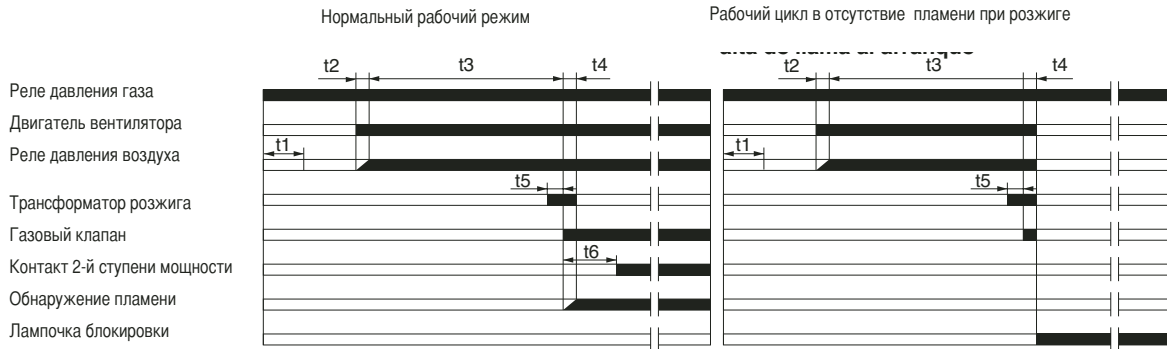 Нормальный рабочий режим
Рабочий цикл в отсутствие пламени при розжиге
t2 t3 t4
t2 t3 t4
Реле давления газа
Двигатель вентилятора
t1
t1
Реле давления воздуха
t5
t5
Трансформатор розжига
Газовый клапан
t6
Контакт 2-й ступени мощности
Обнаружение пламени
Лампочка блокировки